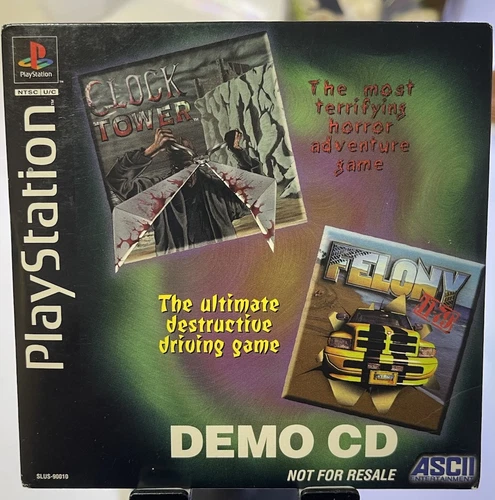 PlayStation
NTSC U/C
PlayStation
CLOCK
TOWER
The most
terrifying
horror
adventure
game
FELONY
11-79
The ultimate
destructive
driving game
DEMO CD
NOT FOR RESALE
SLUS-90010
ASCII
ENTERTAINMENT